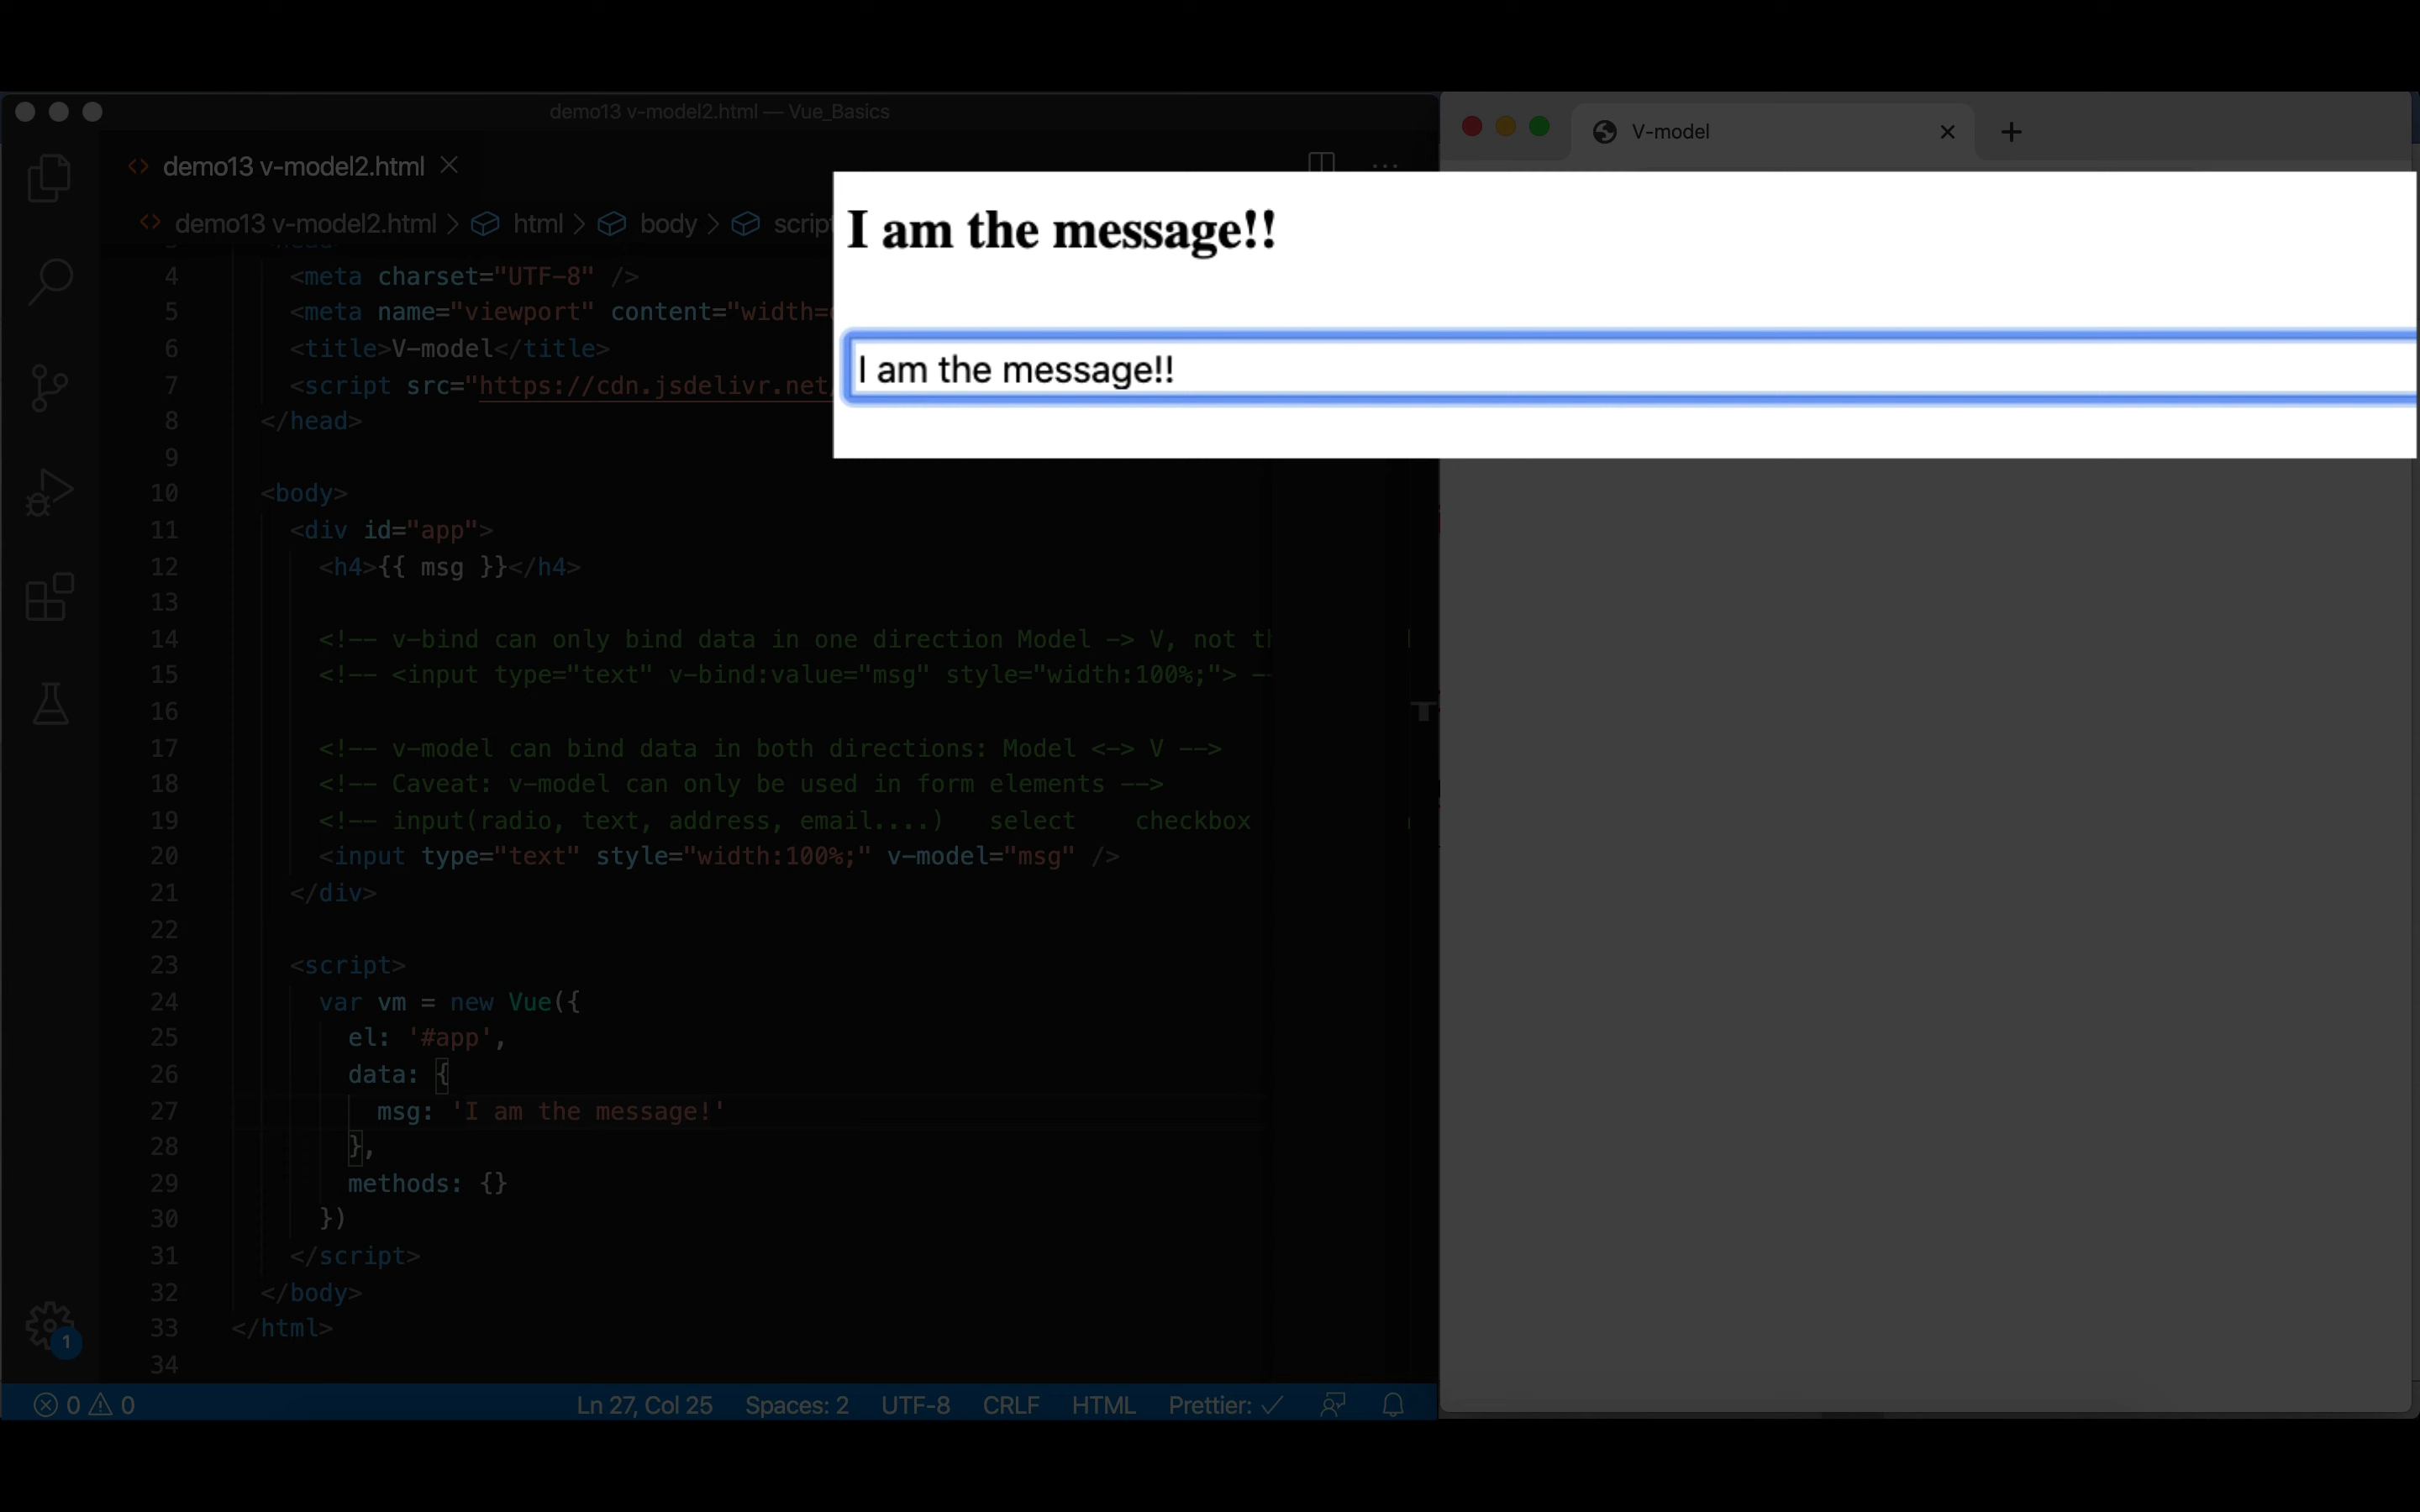 demo13 v-model2.html — Vue_Basics
demo13 v-model2.html
demo13 v-model2.html > html > body > script
4 <meta charset="UTF-8" />
5 <meta name="viewport" content="width=
6 <title>V-model</title>
7 <script src="https://cdn.jsdelivr.net/
8 </head>
9
10 <body>
11 <div id="app">
12 <h4>{{ msg }}</h4>
13
14 <!-- v-bind can only bind data in one direction Model -> V, not
15 <!-- <input type="text" v-bind:value="msg" style="width:100%;">
16
17 <!-- v-model can bind data in both directions: Model <-> V -->
18 <!-- Caveat: v-model can only be used in form elements -->
19 <!-- input(radio, text, address, email....) select checkbox
20 <input type="text" style="width:100%;" v-model="msg" />
21 </div>
22
23 <script>
24 var vm = new Vue({
25 el: '#app',
26 data: {
27 msg: 'I am the message!'
28 },
29 methods: {}
30 })
31 </script>
32 </body>
33 </html>
34
1
0 0 Ln 27, Col 25 Spaces: 2 UTF-8 CRLF HTML Prettier: ✓
V-model
I am the message!!
I am the message!!